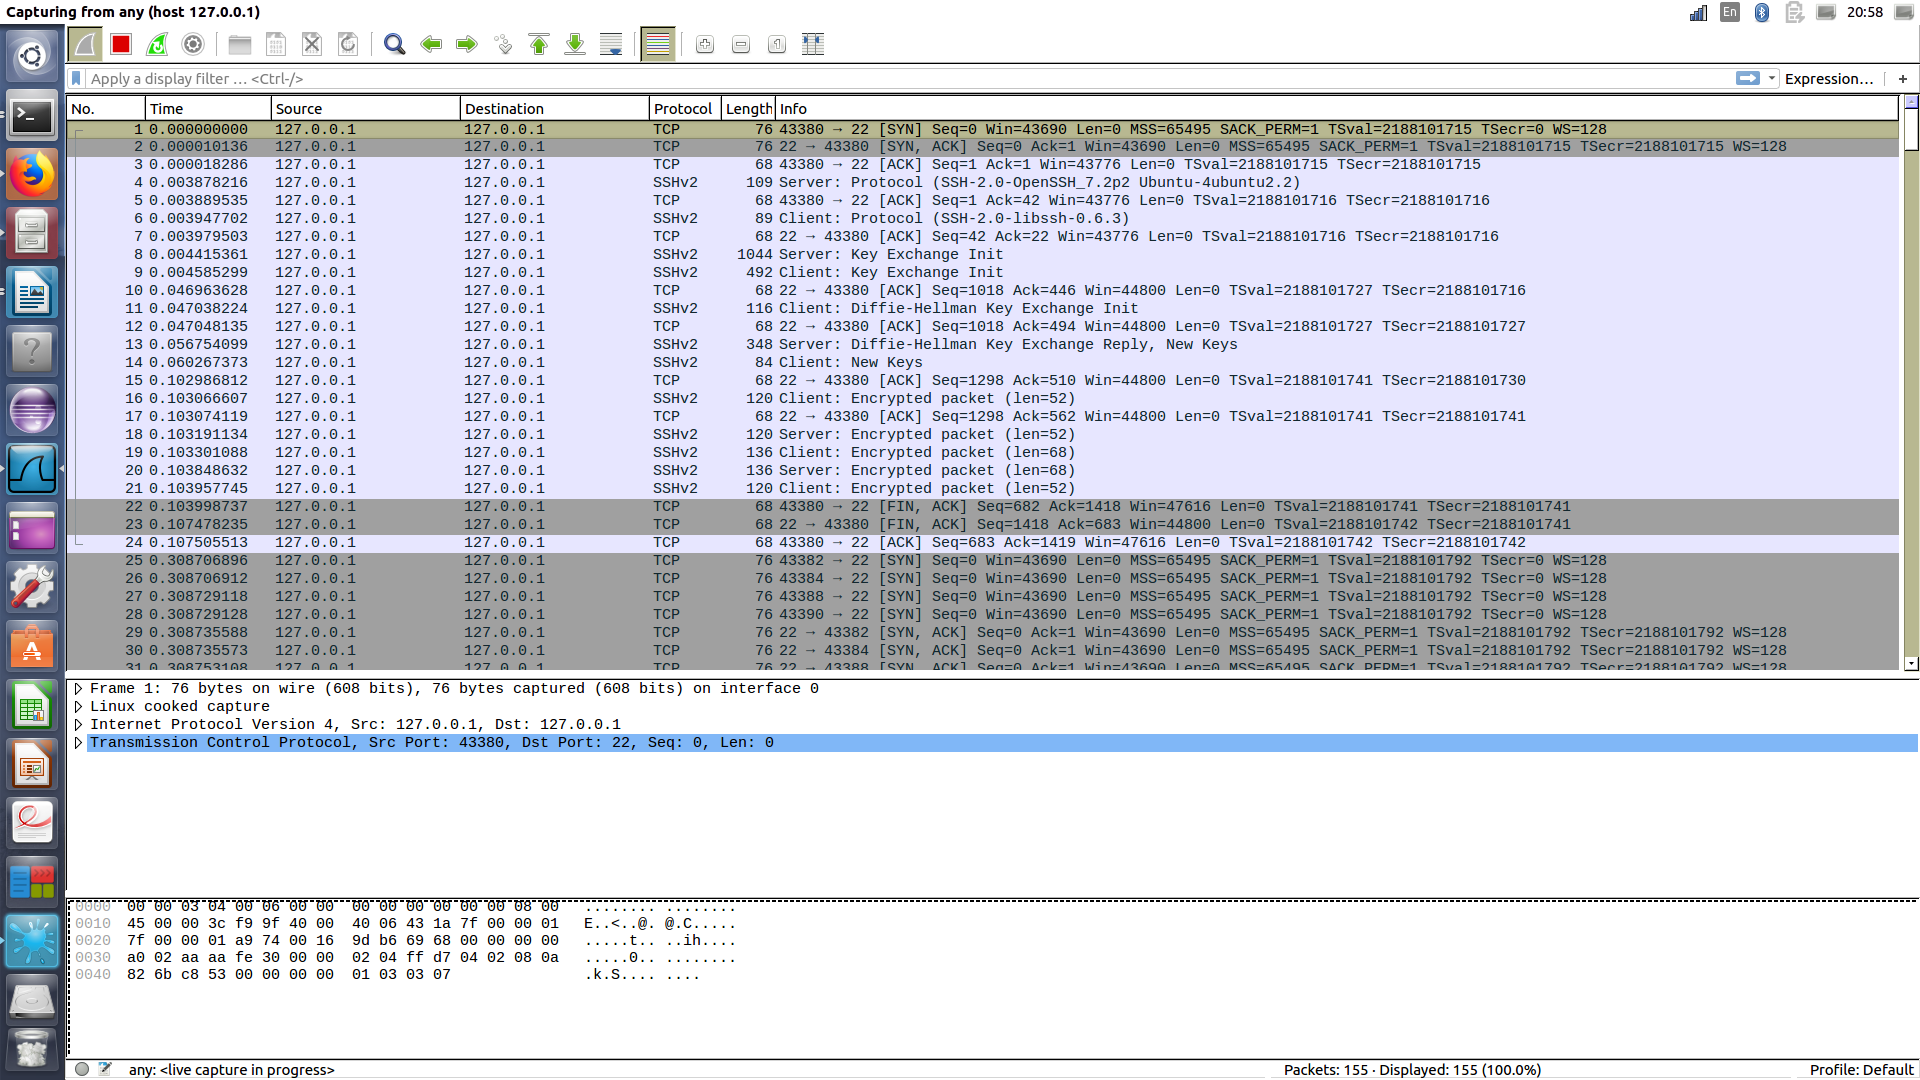 Capturing from any (host 127.0.0.1)
En
20:58
Apply a display filter … <Ctrl-/>
Expression…
+
No. Time Source Destination Protocol Length Info
1 0.000000000 127.0.0.1 127.0.0.1 TCP 76 43380 → 22 [SYN] Seq=0 Win=43690 Len=0 MSS=65495 SACK_PERM=1 TSval=2188101715 TSecr=0 WS=128
2 0.000010136 127.0.0.1 127.0.0.1 TCP 76 22 → 43380 [SYN, ACK] Seq=0 Ack=1 Win=43690 Len=0 MSS=65495 SACK_PERM=1 TSval=2188101715 TSecr=2188101715 WS=128
3 0.000018286 127.0.0.1 127.0.0.1 TCP 68 43380 → 22 [ACK] Seq=1 Ack=1 Win=43776 Len=0 TSval=2188101715 TSecr=2188101715
4 0.003878216 127.0.0.1 127.0.0.1 SSHv2 109 Server: Protocol (SSH-2.0-OpenSSH_7.2p2 Ubuntu-4ubuntu2.2)
5 0.003889535 127.0.0.1 127.0.0.1 TCP 68 43380 → 22 [ACK] Seq=1 Ack=42 Win=43776 Len=0 TSval=2188101716 TSecr=2188101716
6 0.003947702 127.0.0.1 127.0.0.1 SSHv2 89 Client: Protocol (SSH-2.0-libssh-0.6.3)
7 0.003979503 127.0.0.1 127.0.0.1 TCP 68 22 → 43380 [ACK] Seq=42 Ack=22 Win=43776 Len=0 TSval=2188101716 TSecr=2188101716
8 0.004415361 127.0.0.1 127.0.0.1 SSHv2 1044 Server: Key Exchange Init
9 0.004585299 127.0.0.1 127.0.0.1 SSHv2 492 Client: Key Exchange Init
10 0.046963628 127.0.0.1 127.0.0.1 TCP 68 22 → 43380 [ACK] Seq=1018 Ack=446 Win=44800 Len=0 TSval=2188101727 TSecr=2188101716
11 0.047038224 127.0.0.1 127.0.0.1 SSHv2 116 Client: Diffie-Hellman Key Exchange Init
12 0.047048135 127.0.0.1 127.0.0.1 TCP 68 22 → 43380 [ACK] Seq=1018 Ack=494 Win=44800 Len=0 TSval=2188101727 TSecr=2188101727
13 0.056754099 127.0.0.1 127.0.0.1 SSHv2 348 Server: Diffie-Hellman Key Exchange Reply, New Keys
14 0.060267373 127.0.0.1 127.0.0.1 SSHv2 84 Client: New Keys
15 0.102986812 127.0.0.1 127.0.0.1 TCP 68 22 → 43380 [ACK] Seq=1298 Ack=510 Win=44800 Len=0 TSval=2188101741 TSecr=2188101730
16 0.103066607 127.0.0.1 127.0.0.1 SSHv2 120 Client: Encrypted packet (len=52)
17 0.103074119 127.0.0.1 127.0.0.1 TCP 68 22 → 43380 [ACK] Seq=1298 Ack=562 Win=44800 Len=0 TSval=2188101741 TSecr=2188101741
18 0.103191134 127.0.0.1 127.0.0.1 SSHv2 120 Server: Encrypted packet (len=52)
19 0.103301088 127.0.0.1 127.0.0.1 SSHv2 136 Client: Encrypted packet (len=68)
20 0.103848632 127.0.0.1 127.0.0.1 SSHv2 136 Server: Encrypted packet (len=68)
21 0.103957745 127.0.0.1 127.0.0.1 SSHv2 120 Client: Encrypted packet (len=52)
22 0.103998737 127.0.0.1 127.0.0.1 TCP 68 43380 → 22 [FIN, ACK] Seq=682 Ack=1418 Win=47616 Len=0 TSval=2188101741 TSecr=2188101741
23 0.107478235 127.0.0.1 127.0.0.1 TCP 68 22 → 43380 [FIN, ACK] Seq=1418 Ack=683 Win=44800 Len=0 TSval=2188101742 TSecr=2188101741
24 0.107505513 127.0.0.1 127.0.0.1 TCP 68 43380 → 22 [ACK] Seq=683 Ack=1419 Win=47616 Len=0 TSval=2188101742 TSecr=2188101742
25 0.308706896 127.0.0.1 127.0.0.1 TCP 76 43382 → 22 [SYN] Seq=0 Win=43690 Len=0 MSS=65495 SACK_PERM=1 TSval=2188101792 TSecr=0 WS=128
26 0.308706912 127.0.0.1 127.0.0.1 TCP 76 43384 → 22 [SYN] Seq=0 Win=43690 Len=0 MSS=65495 SACK_PERM=1 TSval=2188101792 TSecr=0 WS=128
27 0.308729118 127.0.0.1 127.0.0.1 TCP 76 43388 → 22 [SYN] Seq=0 Win=43690 Len=0 MSS=65495 SACK_PERM=1 TSval=2188101792 TSecr=0 WS=128
28 0.308729128 127.0.0.1 127.0.0.1 TCP 76 43390 → 22 [SYN] Seq=0 Win=43690 Len=0 MSS=65495 SACK_PERM=1 TSval=2188101792 TSecr=0 WS=128
29 0.308735588 127.0.0.1 127.0.0.1 TCP 76 22 → 43382 [SYN, ACK] Seq=0 Ack=1 Win=43690 Len=0 MSS=65495 SACK_PERM=1 TSval=2188101792 TSecr=2188101792 WS=128
30 0.308735573 127.0.0.1 127.0.0.1 TCP 76 22 → 43384 [SYN, ACK] Seq=0 Ack=1 Win=43690 Len=0 MSS=65495 SACK_PERM=1 TSval=2188101792 TSecr=2188101792 WS=128
31 0.308753108 127.0.0.1 127.0.0.1 TCP 76 22 → 43388 [SYN, ACK] Seq=0 Ack=1 Win=43690 Len=0 MSS=65495 SACK_PERM=1 TSval=2188101792 TSecr=2188101792 WS=128
Frame 1: 76 bytes on wire (608 bits), 76 bytes captured (608 bits) on interface 0
Linux cooked capture
Internet Protocol Version 4, Src: 127.0.0.1, Dst: 127.0.0.1
Transmission Control Protocol, Src Port: 43380, Dst Port: 22, Seq: 0, Len: 0
0000 00 00 03 04 00 06 00 00 00 00 00 00 00 00 08 00 ........ ........
0010 45 00 00 3c f9 9f 40 00 40 06 43 1a 7f 00 00 01 E..<..@. @.C.....
0020 7f 00 00 01 a9 74 00 16 9d b6 69 68 00 00 00 00 .....t.. ..ih....
0030 a0 02 aa aa fe 30 00 00 02 04 ff d7 04 02 08 0a .....0.. ........
0040 82 6b c8 53 00 00 00 00 01 03 03 07 .k.S.... ....
any: <live capture in progress>
Packets: 155 · Displayed: 155 (100.0%)
Profile: Default